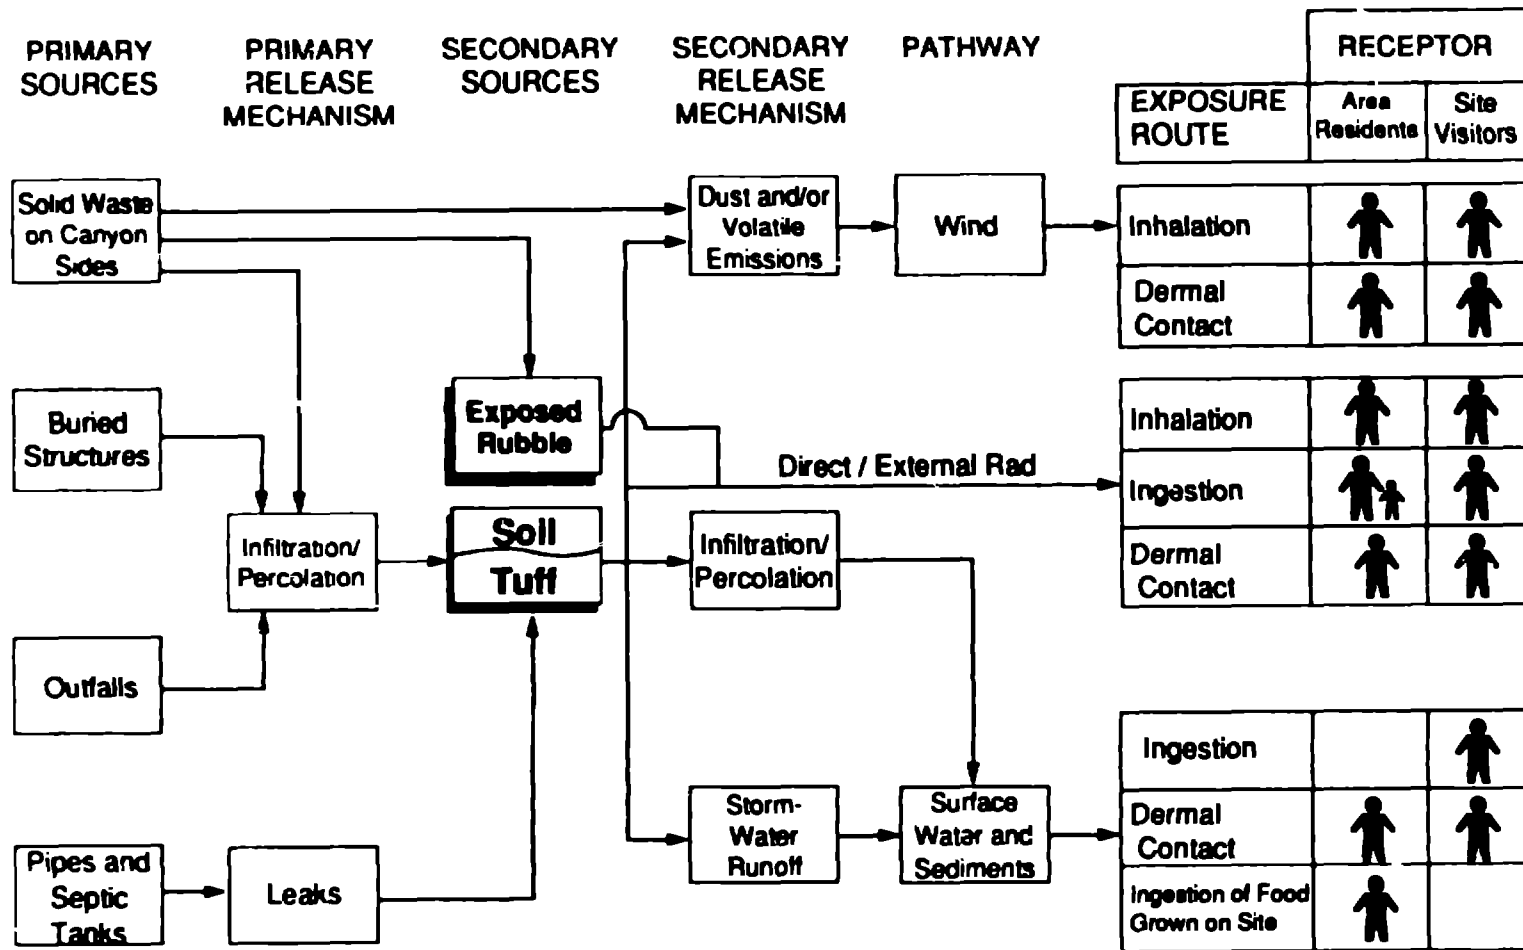 PRIMARY
SOURCES
PRIMARY
RELEASE
MECHANISM
SECONDARY
SOURCES
SECONDARY
RELEASE
MECHANISM
PATHWAY
RECEPTOR
EXPOSURE
ROUTE
Area
Residents
Site
Visitors
Solid Waste
on Canyon
Sides
Dust and/or
Volatile
Emissions
Wind
Inhalation
Dermal
Contact
Buried
Structures
Exposed
Rubble
Direct / External Rad
Inhalation
Ingestion
Dermal
Contact
Infiltration/
Percolation
Soil
Tuff
Infiltration/
Percolation
Outfalls
Pipes and
Septic
Tanks
Leaks
Storm-
Water
Runoff
Surface
Water and
Sediments
Ingestion
Dermal
Contact
Ingestion of Food
Grown on Site